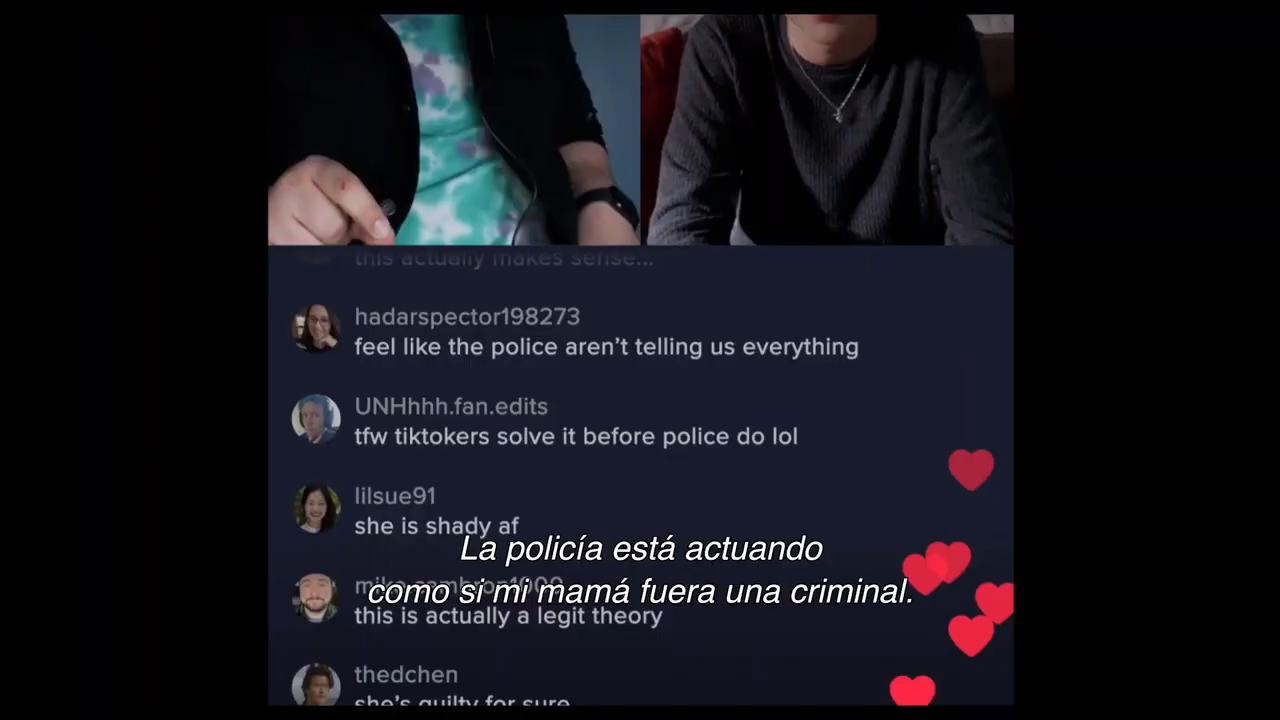 this actually makes sense...
hadarspector198273
feel like the police aren't telling us everything
UNHhhh.fan.edits
tfw tiktokers solve it before police do lol
lilsue91
she is shady af
La policía está actuando
como si mi mamá fuera una criminal.
this is actually a legit theory
thedchen
she's guilty for sure